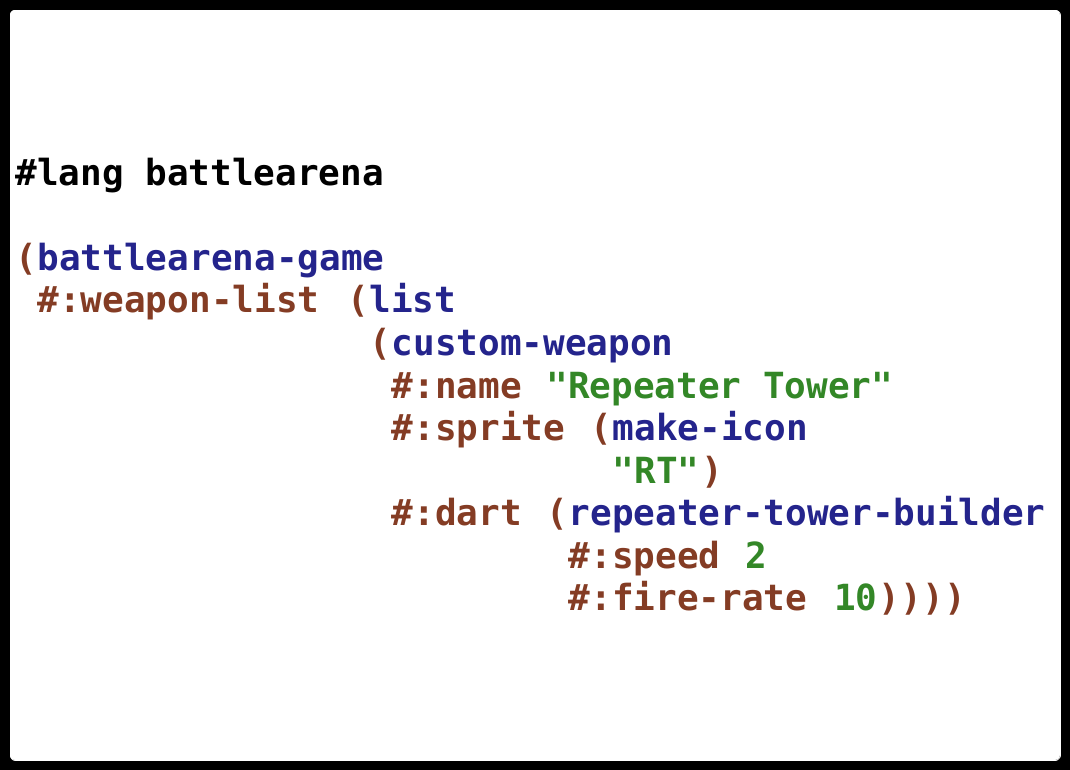 #lang battlearena
(battlearena-game
#:weapon-list (list
(custom-weapon
#:name "Repeater Tower"
#:sprite (make-icon
"RT")
#:dart (repeater-tower-builder
#:speed 2
#:fire-rate 10))))